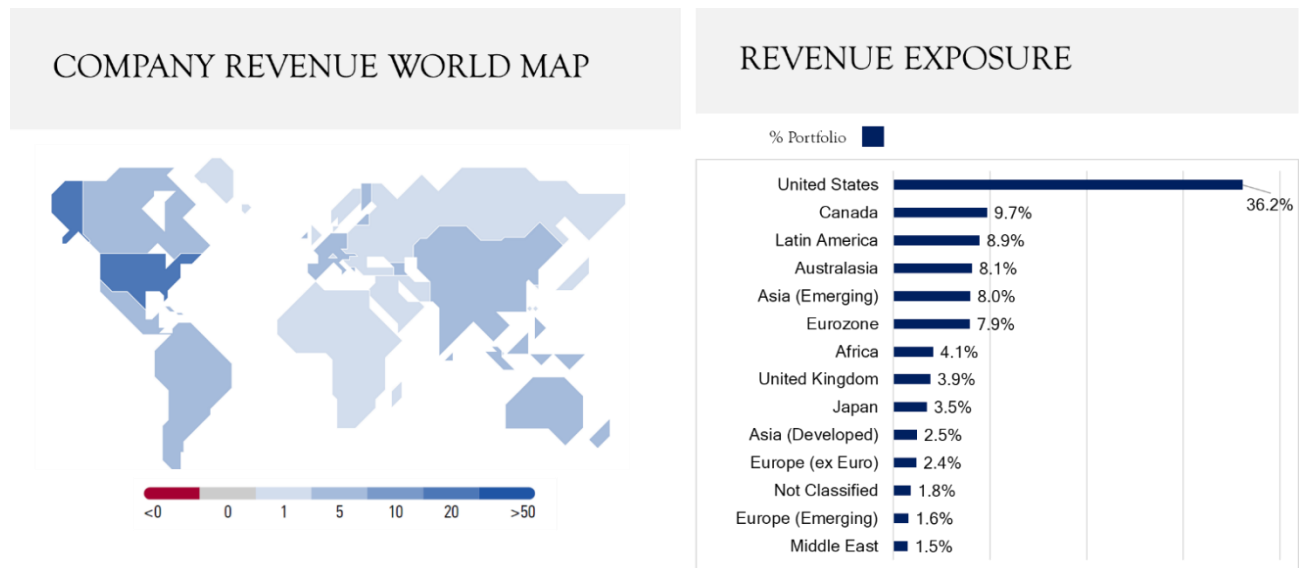 COMPANY REVENUE WORLD MAP
<0 0 1 5 10 20 >50
REVENUE EXPOSURE
% Portfolio
United States 36.2%
Canada 9.7%
Latin America 8.9%
Australasia 8.1%
Asia (Emerging) 8.0%
Eurozone 7.9%
Africa 4.1%
United Kingdom 3.9%
Japan 3.5%
Asia (Developed) 2.5%
Europe (ex Euro) 2.4%
Not Classified 1.8%
Europe (Emerging) 1.6%
Middle East 1.5%